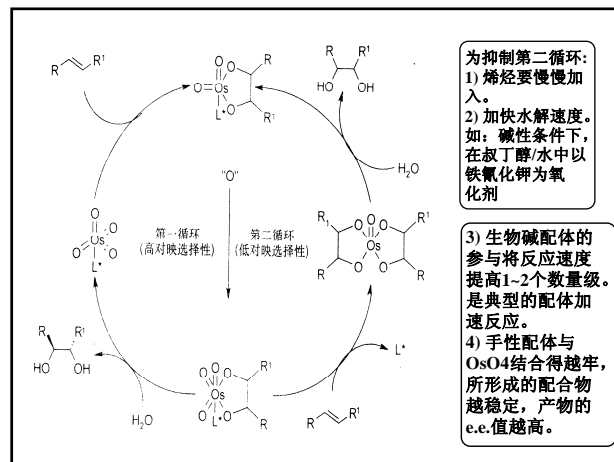 R
R¹
O
O
O
Os
O
L*
R
R¹
R
R¹
OH
OH
H₂O
"O"
第一循环
(高对映选择性)
第二循环
(低对映选择性)
O
O
Os
O
O
L*
R₁
R
O
O
O
Os
O
O
R
R¹
R
R¹
HO
OH
H₂O
O
O
O
Os
O
O
L*
R¹
R
R
R¹
L*
为抑制第二循环:
1) 烯烃要慢慢加
入。
2) 加快水解速度。
如：碱性条件下，
在叔丁醇/水中以
铁氰化钾为氧
化剂
3) 生物碱配体的
参与将反应速度
提高1~2个数量级。
是典型的配体加
速反应。
4) 手性配体与
OsO4结合得越牢，
所形成的配合物
越稳定，产物的
e.e.值越高。